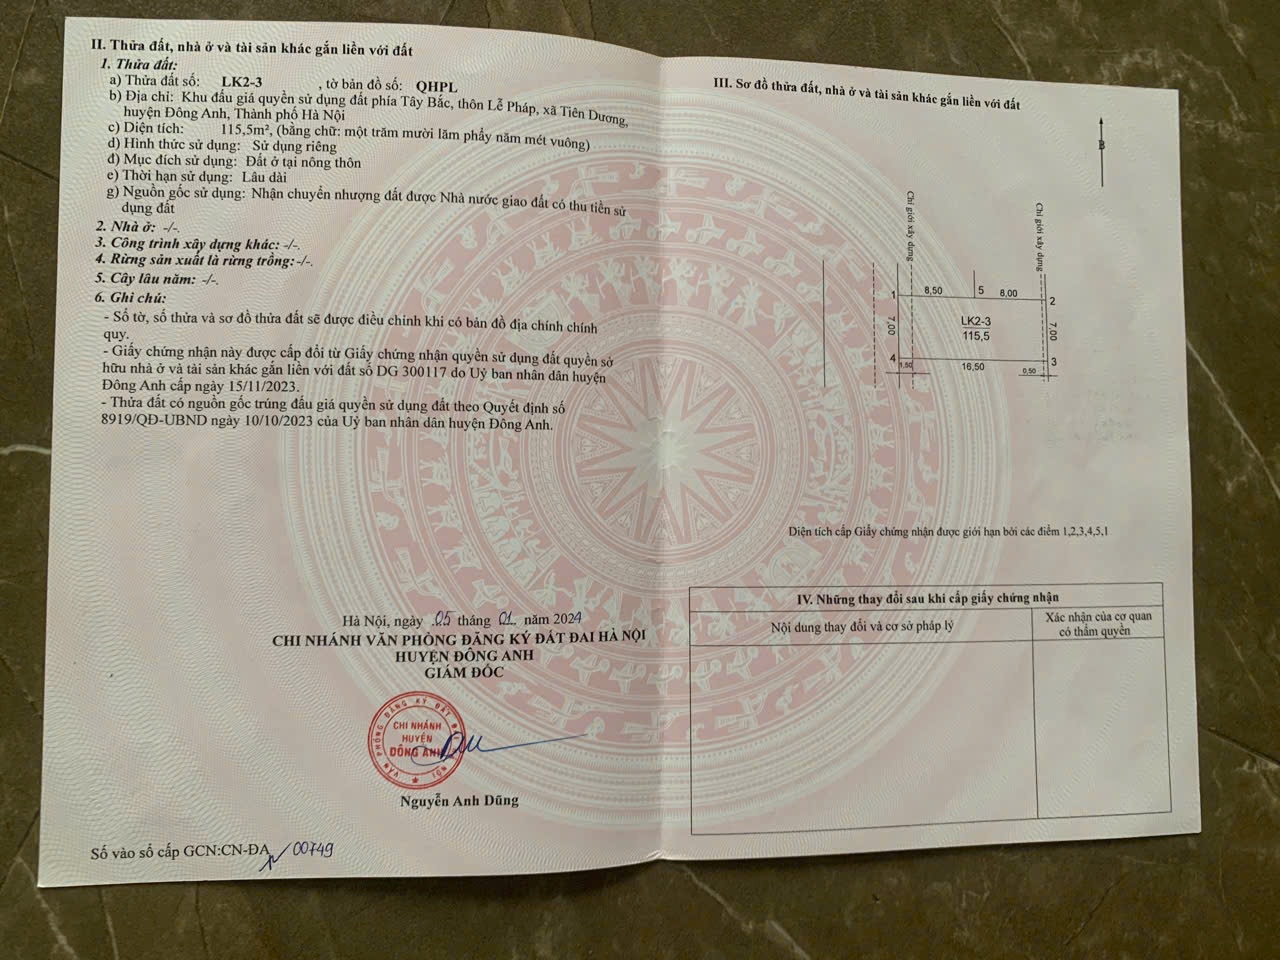 II. Thửa đất, nhà ở và tài sản khác gắn liền với đất
1. Thửa đất:
a) Thửa đất số: LK2-3 , tờ bản đồ số: QHPL
b) Địa chỉ: Khu đấu giá quyền sử dụng đất phía Tây Bắc, thôn Lễ Pháp, xã Tiên Dương,
huyện Đông Anh, Thành phố Hà Nội
c) Diện tích: 115,5m², (bằng chữ: một trăm mười lăm phẩy năm mét vuông)
d) Hình thức sử dụng: Sử dụng riêng
đ) Mục đích sử dụng: Đất ở tại nông thôn
e) Thời hạn sử dụng: Lâu dài
g) Nguồn gốc sử dụng: Nhận chuyển nhượng đất được Nhà nước giao đất có thu tiền sử
dụng đất
2. Nhà ở: -/-.
3. Công trình xây dựng khác: -/-.
4. Rừng sản xuất là rừng trồng: -/-.
5. Cây lâu năm: -/-.
6. Ghi chú:
- Số tờ, số thửa và sơ đồ thửa đất sẽ được điều chỉnh khi có bản đồ địa chính chính
quy.
- Giấy chứng nhận này được cấp đổi từ Giấy chứng nhận quyền sử dụng đất quyền sở
hữu nhà ở và tài sản khác gắn liền với đất số DG 300117 do Uỷ ban nhân dân huyện
Đông Anh cấp ngày 15/11/2023.
- Thửa đất có nguồn gốc trúng đấu giá quyền sử dụng đất theo Quyết định số
8919/QĐ-UBND ngày 10/10/2023 của Uỷ ban nhân dân huyện Đông Anh.
Hà Nội, ngày 05 tháng 01 năm 2024
CHI NHÁNH VĂN PHÒNG ĐĂNG KÝ ĐẤT ĐAI HÀ NỘI
HUYỆN ĐÔNG ANH
GIÁM ĐỐC
CHI NHÁNH
HUYỆN
ĐÔNG ANH
Nguyễn Anh Dũng
Số vào sổ cấp GCN:CN-ĐA 00749
III. Sơ đồ thửa đất, nhà ở và tài sản khác gắn liền với đất
B
Chỉ giới xây dựng
Chỉ giới xây dựng
1
8,50
5
8,00
2
7,00
LK2-3
115,5
7,00
4
1,50
16,50
0,50
3
Diện tích cấp Giấy chứng nhận được giới hạn bởi các điểm 1,2,3,4,5,1
IV. Những thay đổi sau khi cấp giấy chứng nhận
Nội dung thay đổi và cơ sở pháp lý
Xác nhận của cơ quan
có thẩm quyền